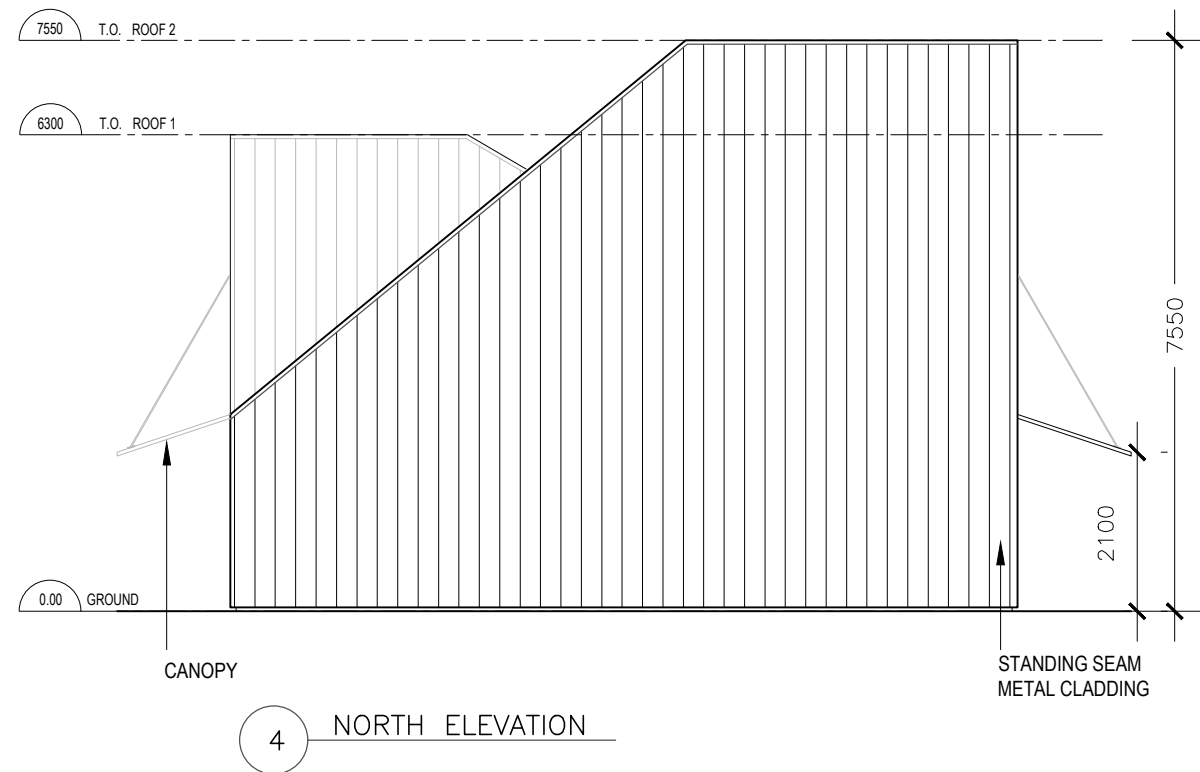 7550 T.O. ROOF 2
6300 T.O. ROOF 1
7550
2100
0.00 GROUND
CANOPY
STANDING SEAM
METAL CLADDING
4 NORTH ELEVATION